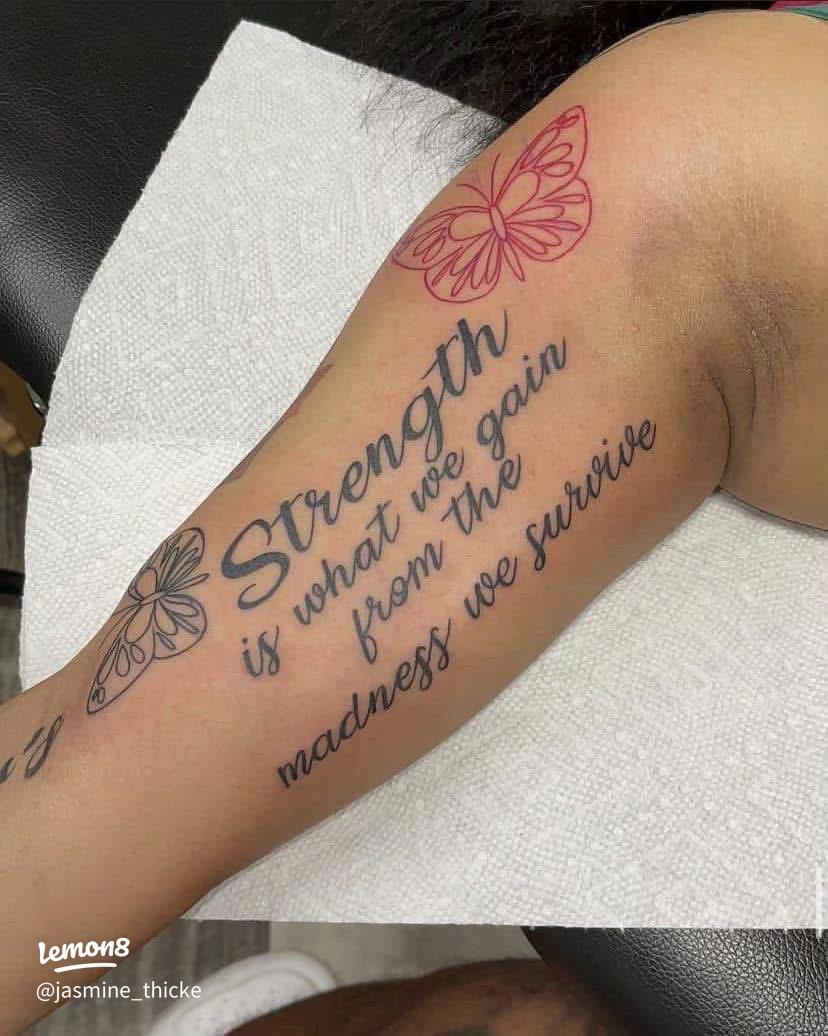 Strength
is what we gain
from the
madness we survive
lemon8
@jasmine_thicke